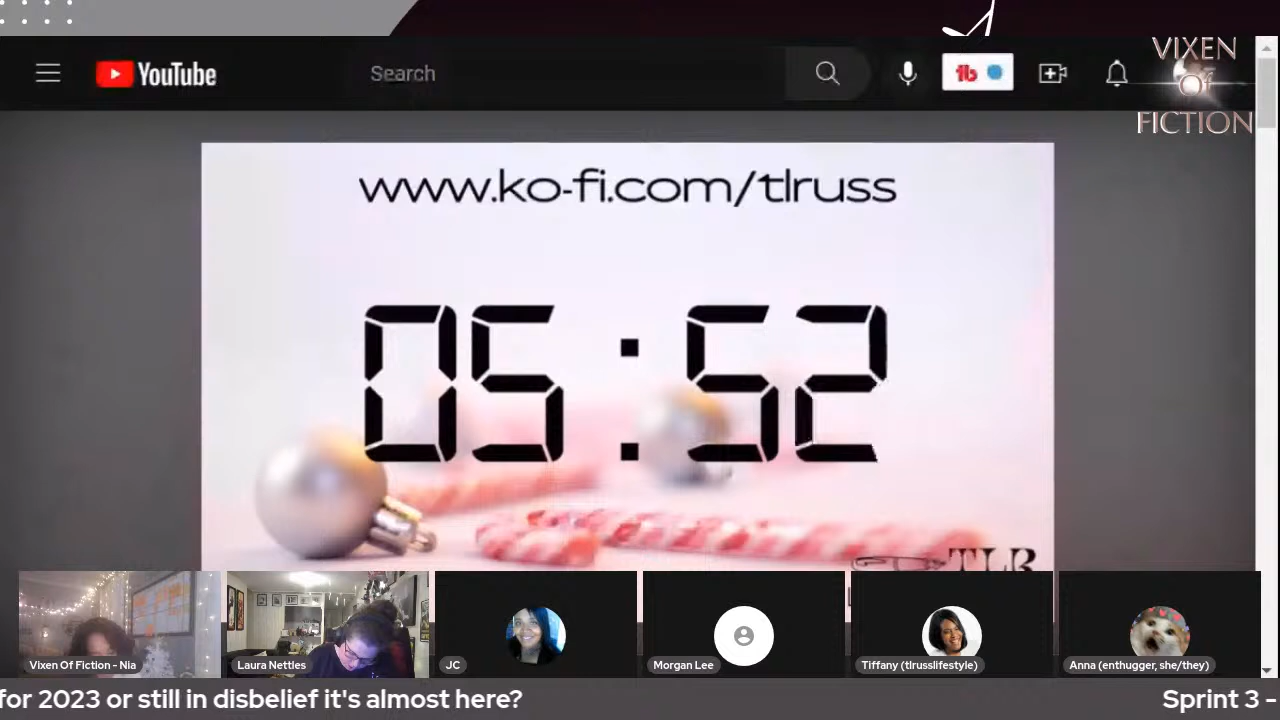 YouTube
Search
VIXEN
Of
FICTION
www.ko-fi.com/tlruss
05:52
TLR
Vixen Of Fiction - Nia
Laura Nettles
JC
Morgan Lee
Tiffany (tlrusslifestyle)
Anna (enthugger, she/they)
for 2023 or still in disbelief it's almost here?
Sprint 3 -